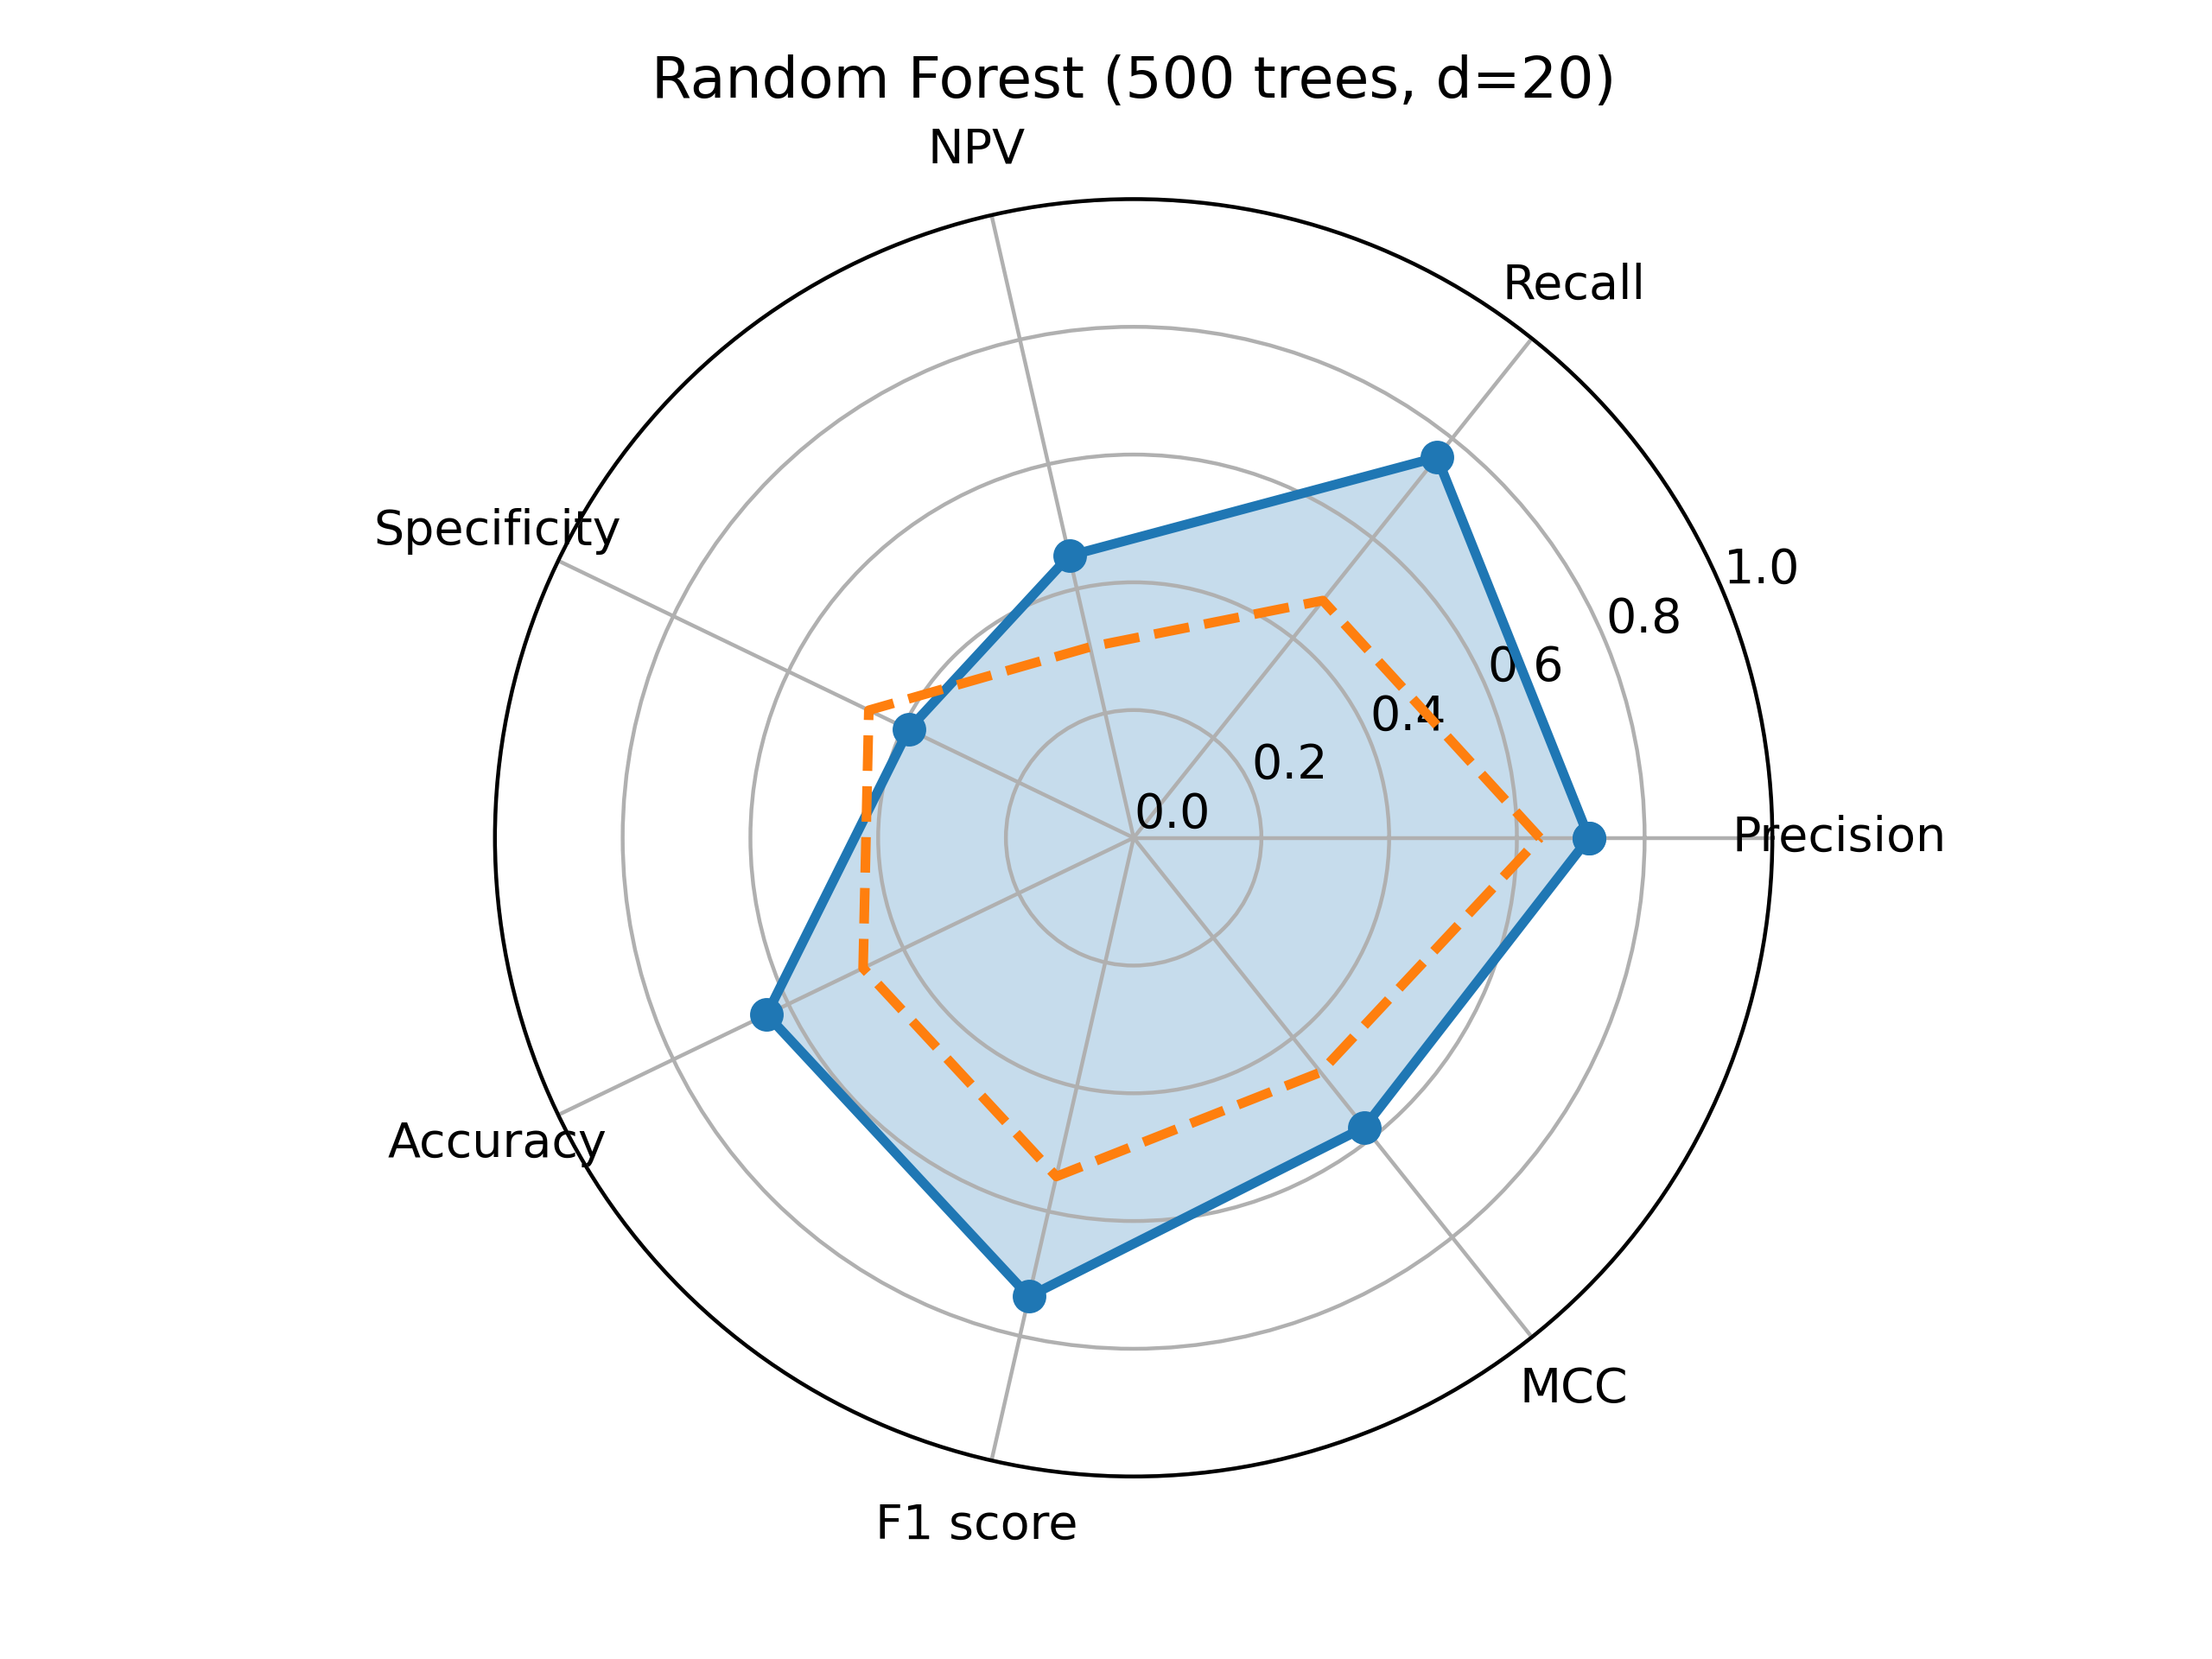 Random Forest (500 trees, d=20)
NPV
Recall
Specificity
1.0
0.8
0.6
0.4
0.2
0.0
Precision
Accuracy
MCC
F1 score